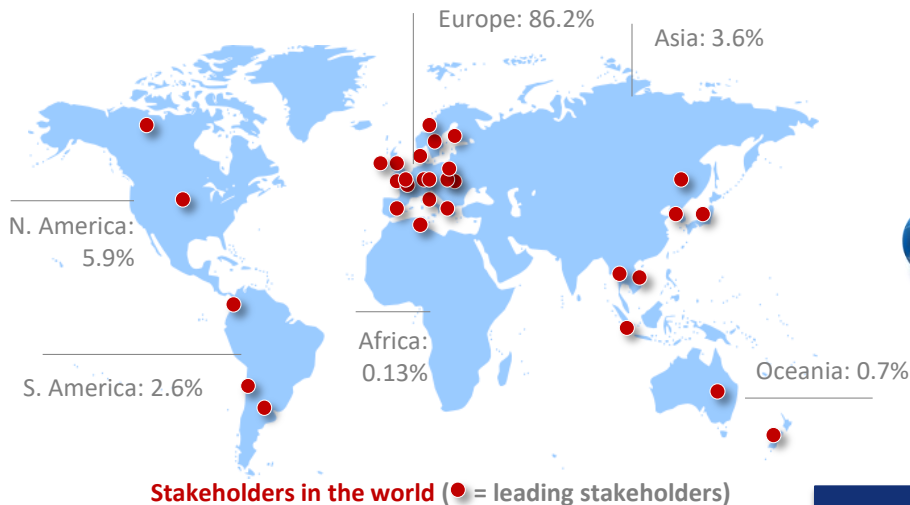 Europe: 86.2%
Asia: 3.6%
N. America:
5.9%
Africa:
0.13%
S. America: 2.6%
Oceania: 0.7%
Stakeholders in the world ( = leading stakeholders)